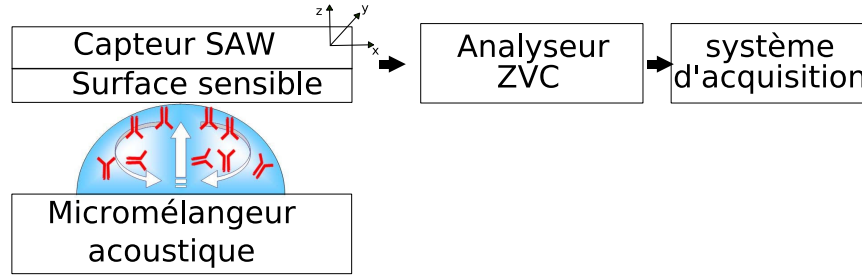 z
y
x
Capteur SAW
Surface sensible
Analyseur
ZVC
système
d'acquisition
Micromélangeur
acoustique